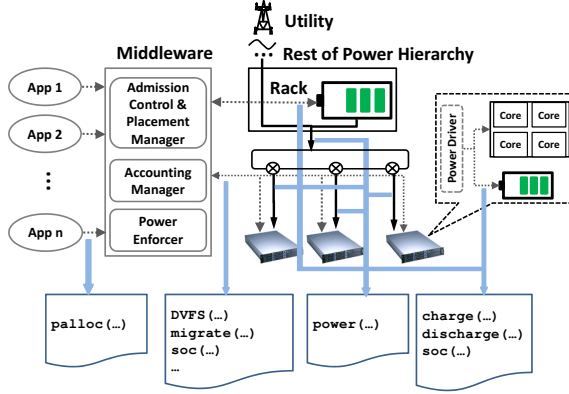 Utility
... Rest of Power Hierarchy
Middleware
App 1
App 2
...
App n
Admission
Control &
Placement
Manager
Accounting
Manager
Power
Enforcer
Rack
Power Driver
Core Core
Core Core
palloc(…)
DVFS(…)
migrate(…)
soc(…)
…
power(…)
charge(…)
discharge(…)
soc(…)